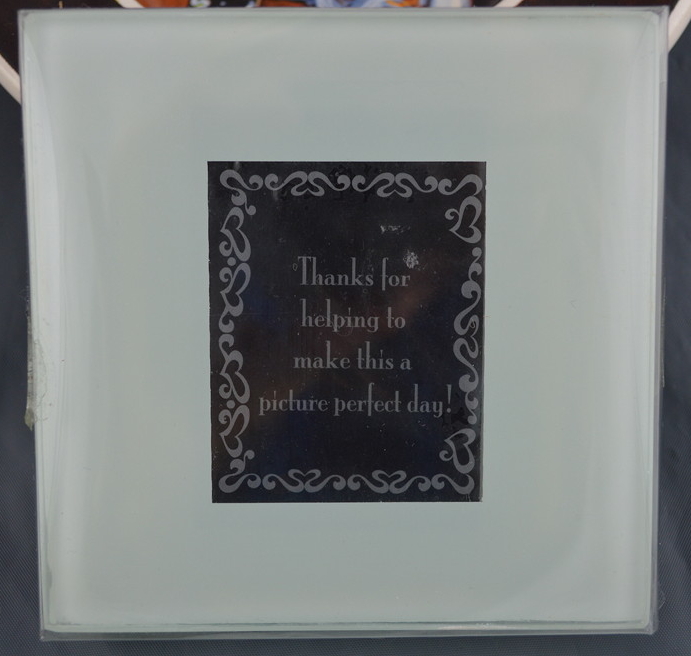 Thanks for
helping to
make this a
picture perfect day!